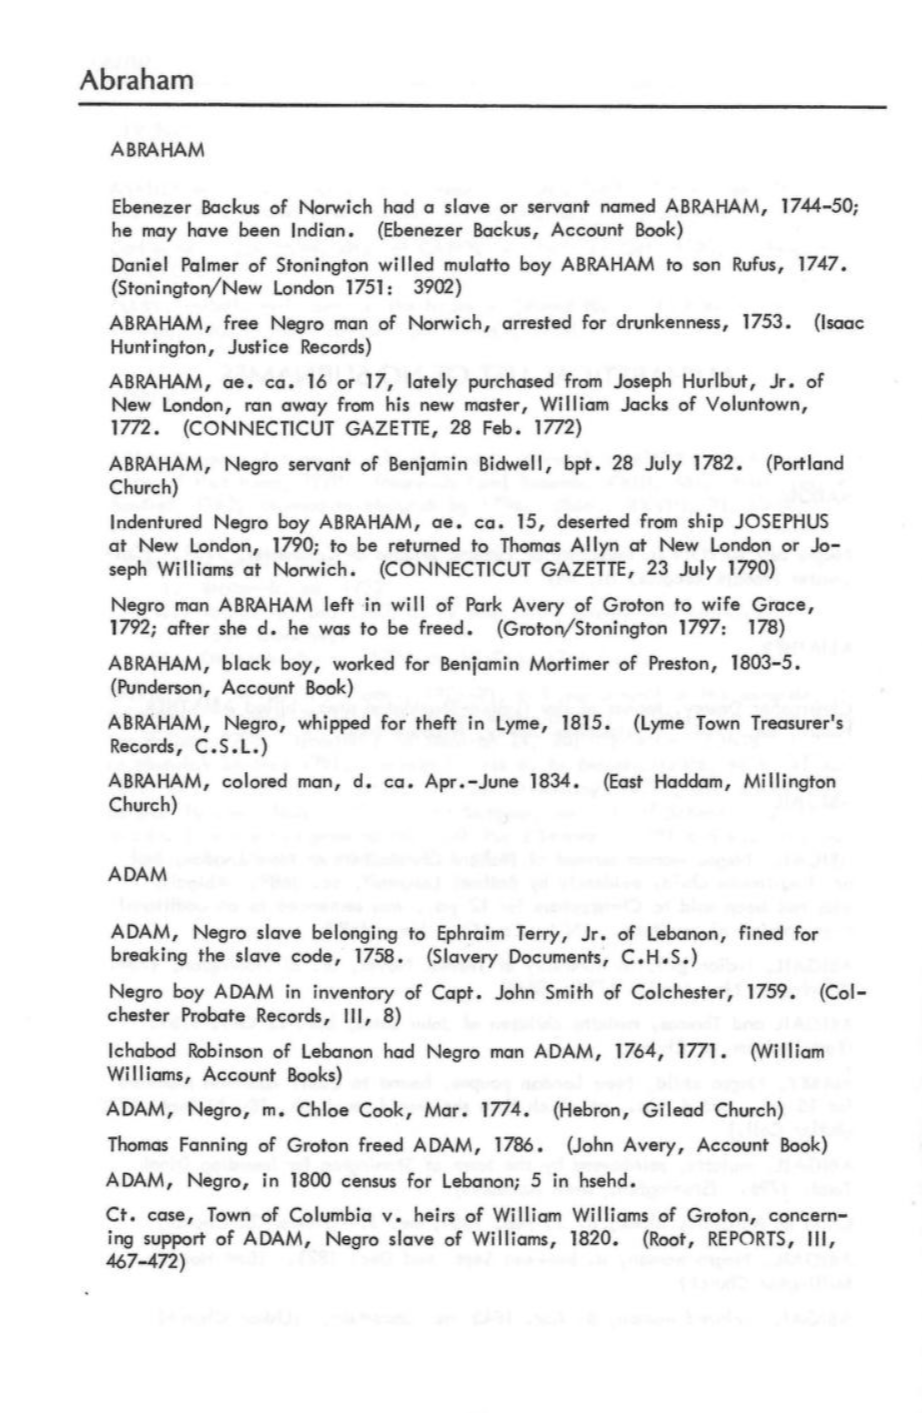 Abraham
ABRAHAM
Ebenezer Backus of Norwich had a slave or servant named ABRAHAM, 1744-50;
he may have been Indian. (Ebenezer Backus, Account Book)
Daniel Palmer of Stonington willed mulatto boy ABRAHAM to son Rufus, 1747.
(Stonington/New London 1751: 3902)
ABRAHAM, free Negro man of Norwich, arrested for drunkenness, 1753. (Isaac
Huntington, Justice Records)
ABRAHAM, ae. ca. 16 or 17, lately purchased from Joseph Hurlbut, Jr. of
New London, ran away from his new master, William Jacks of Voluntown,
1772. (CONNECTICUT GAZETTE, 28 Feb. 1772)
ABRAHAM, Negro servant of Benjamin Bidwell, bpt. 28 July 1782. (Portland
Church)
Indentured Negro boy ABRAHAM, ae. ca. 15, deserted from ship JOSEPHUS
at New London, 1790; to be returned to Thomas Allyn at New London or Jo-
seph Williams at Norwich. (CONNECTICUT GAZETTE, 23 July 1790)
Negro man ABRAHAM left in will of Park Avery of Groton to wife Grace,
1792; after she d. he was to be freed. (Groton/Stonington 1797: 178)
ABRAHAM, black boy, worked for Benjamin Mortimer of Preston, 1803-5.
(Punderson, Account Book)
ABRAHAM, Negro, whipped for theft in Lyme, 1815. (Lyme Town Treasurer's
Records, C.S.L.)
ABRAHAM, colored man, d. ca. Apr.-June 1834. (East Haddam, Millington
Church)
ADAM
ADAM, Negro slave belonging to Ephraim Terry, Jr. of Lebanon, fined for
breaking the slave code, 1758. (Slavery Documents, C.H.S.)
Negro boy ADAM in inventory of Capt. John Smith of Colchester, 1759. (Col-
chester Probate Records, III, 8)
Ichabod Robinson of Lebanon had Negro man ADAM, 1764, 1771. (William
Williams, Account Books)
ADAM, Negro, m. Chloe Cook, Mar. 1774. (Hebron, Gilead Church)
Thomas Fanning of Groton freed ADAM, 1786. (John Avery, Account Book)
ADAM, Negro, in 1800 census for Lebanon; 5 in hsehd.
Ct. case, Town of Columbia v. heirs of William Williams of Groton, concern-
ing support of ADAM, Negro slave of Williams, 1820. (Root, REPORTS, III,
467-472)